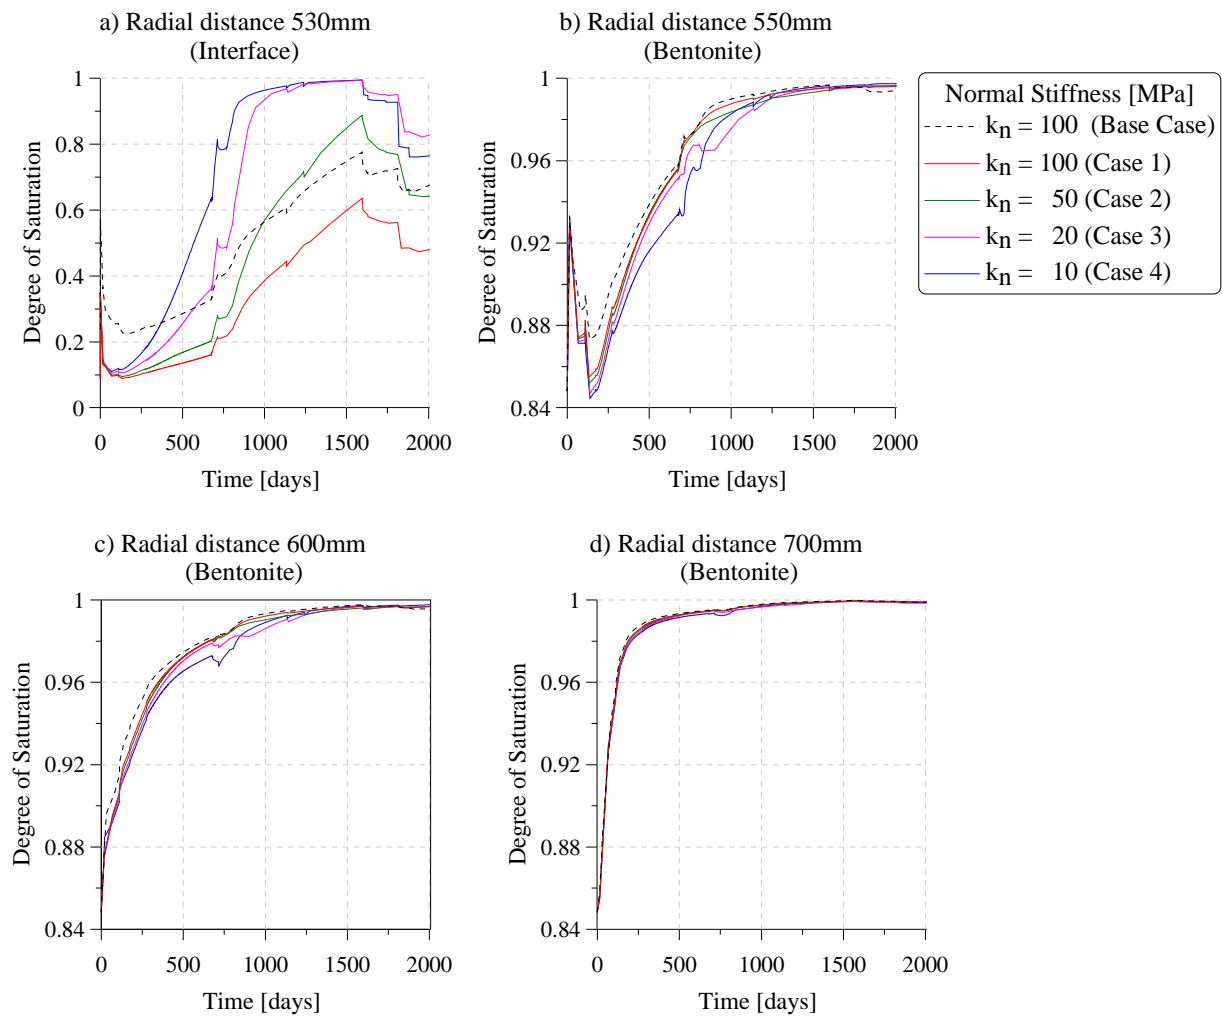 a) Radial distance 530mm
(Interface)
1
0.8
0.6
0.4
0.2
0
Degree of Saturation
0 500 1000 1500 2000
Time [days]
b) Radial distance 550mm
(Bentonite)
1
0.96
0.92
0.88
0.84
Degree of Saturation
0 500 1000 1500 2000
Time [days]
Normal Stiffness [MPa]
kn = 100 (Base Case)
kn = 100 (Case 1)
kn = 50 (Case 2)
kn = 20 (Case 3)
kn = 10 (Case 4)
c) Radial distance 600mm
(Bentonite)
1
0.96
0.92
0.88
0.84
Degree of Saturation
0 500 1000 1500 2000
Time [days]
d) Radial distance 700mm
(Bentonite)
1
0.96
0.92
0.88
0.84
Degree of Saturation
0 500 1000 1500 2000
Time [days]